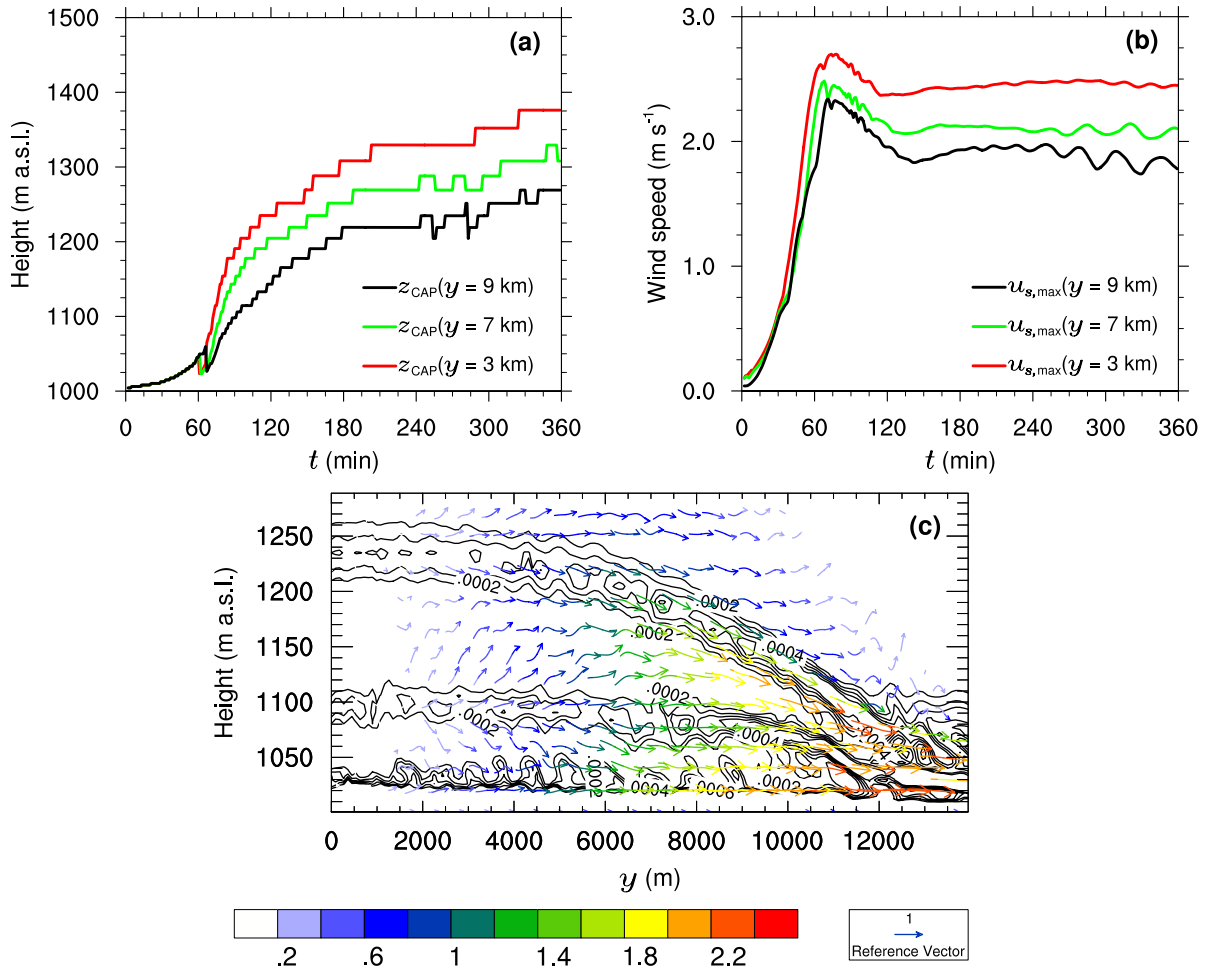 (a)
1500
1400
1300
1200
1100
1000
Height (m a.s.l.)
z_CAP(y = 9 km)
z_CAP(y = 7 km)
z_CAP(y = 3 km)
0 60 120 180 240 300 360
t (min)
(b)
3.0
2.0
1.0
0.0
Wind speed (m s⁻¹)
u_s,max(y = 9 km)
u_s,max(y = 7 km)
u_s,max(y = 3 km)
0 60 120 180 240 300 360
t (min)
(c)
1250
1200
1150
1100
1050
Height (m a.s.l.)
.0002
.0002
.0002
.0004
.0002
.0002
.0004
.0004
.0004
.0006
.0002
0 2000 4000 6000 8000 10000 12000
y (m)
.2 .6 1 1.4 1.8 2.2
1
Reference Vector